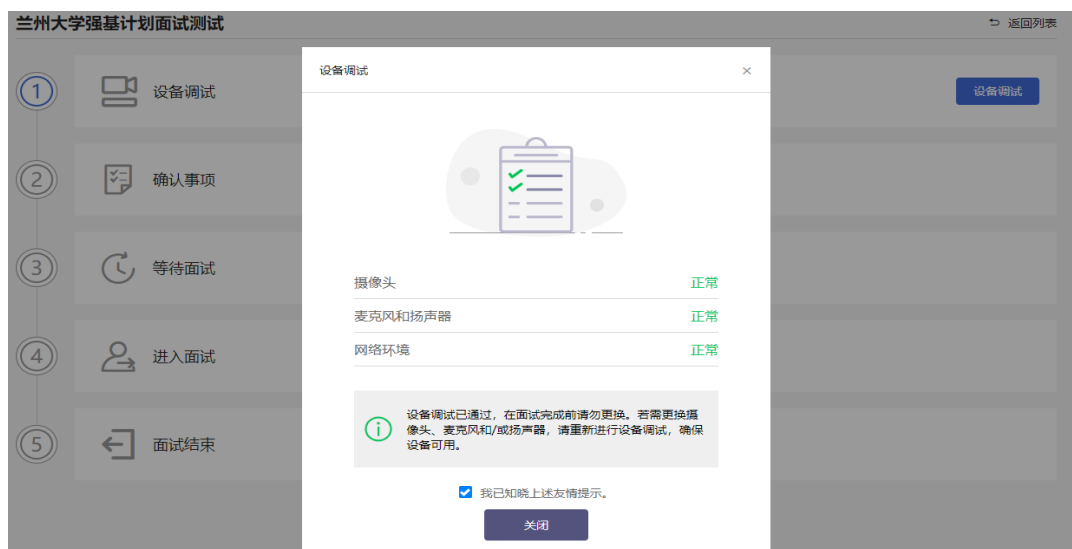 兰州大学强基计划面试测试
返回列表
1
设备调试
设备调试
2
确认事项
3
等待面试
4
进入面试
5
面试结束
设备调试
×
摄像头 正常
麦克风和扬声器 正常
网络环境 正常
设备调试已通过，在面试完成前请勿更换。若需更换摄
像头、麦克风和/或扬声器，请重新进行设备调试，确保
设备可用。
我已知晓上述友情提示。
关闭